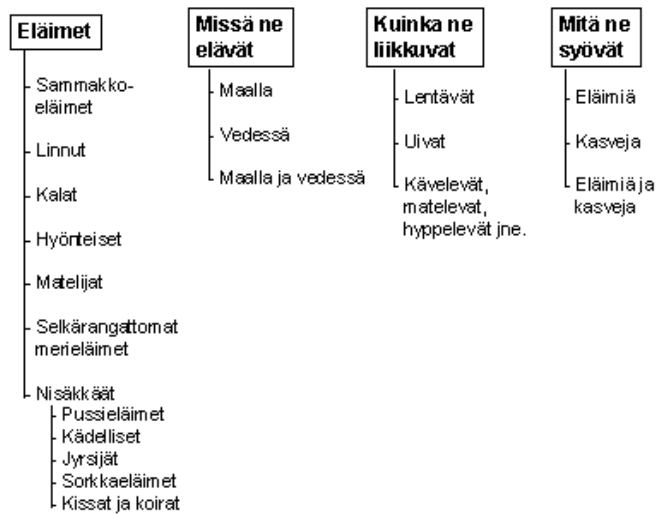 Eläimet
Sammakko-
eläimet
Linnut
Kalat
Hyönteiset
Matelijat
Selkärangattomat
merieläimet
Nisäkkäät
Pussieläimet
Kädelliset
Jyrsijät
Sorkkaeläimet
Kissat ja koirat
Missä ne
elävät
Maalla
Vedessä
Maalla ja vedessä
Kuinka ne
liikkuvat
Lentävät
Uivat
Kävelevät,
matelevat,
hyppelevät jne.
Mitä ne
syövät
Eläimiä
Kasveja
Eläimiä ja
kasveja